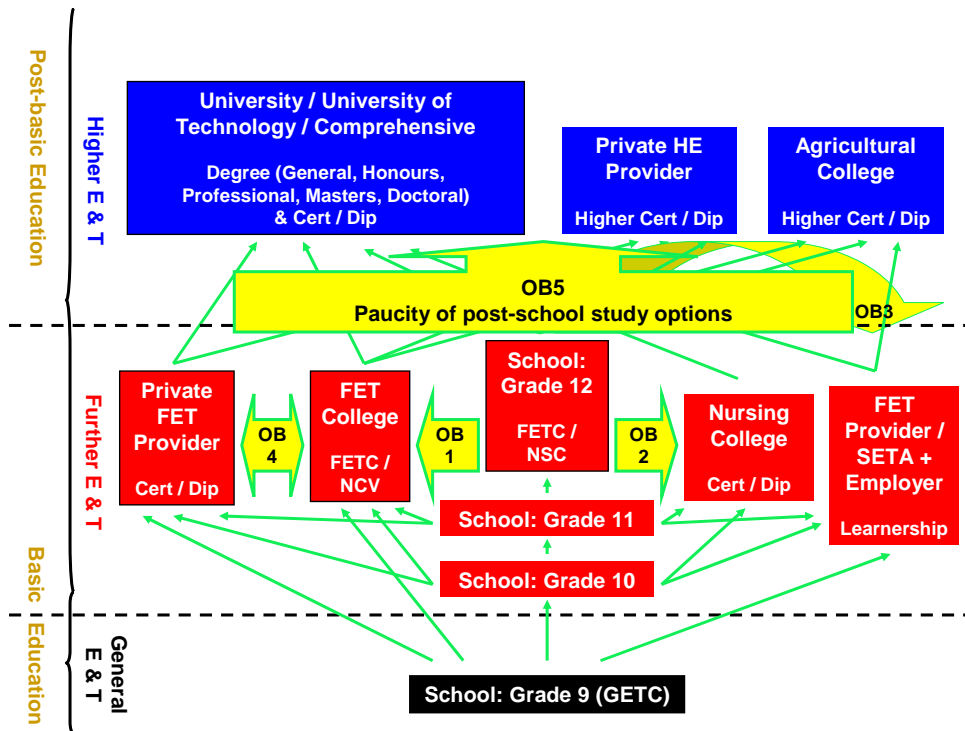 Post-basic Education
Higher E & T
University / University of
Technology / Comprehensive
Degree (General, Honours,
Professional, Masters, Doctoral)
& Cert / Dip
Private HE
Provider
Higher Cert / Dip
Agricultural
College
Higher Cert / Dip
OB5
Paucity of post-school study options
OB3
Further E & T
Private
FET
Provider
Cert / Dip
OB
4
FET
College
FETC /
NCV
OB
1
School:
Grade 12
FETC /
NSC
OB
2
Nursing
College
Cert / Dip
FET
Provider /
SETA +
Employer
Learnership
School: Grade 11
School: Grade 10
Basic
Education
General
E & T
School: Grade 9 (GETC)